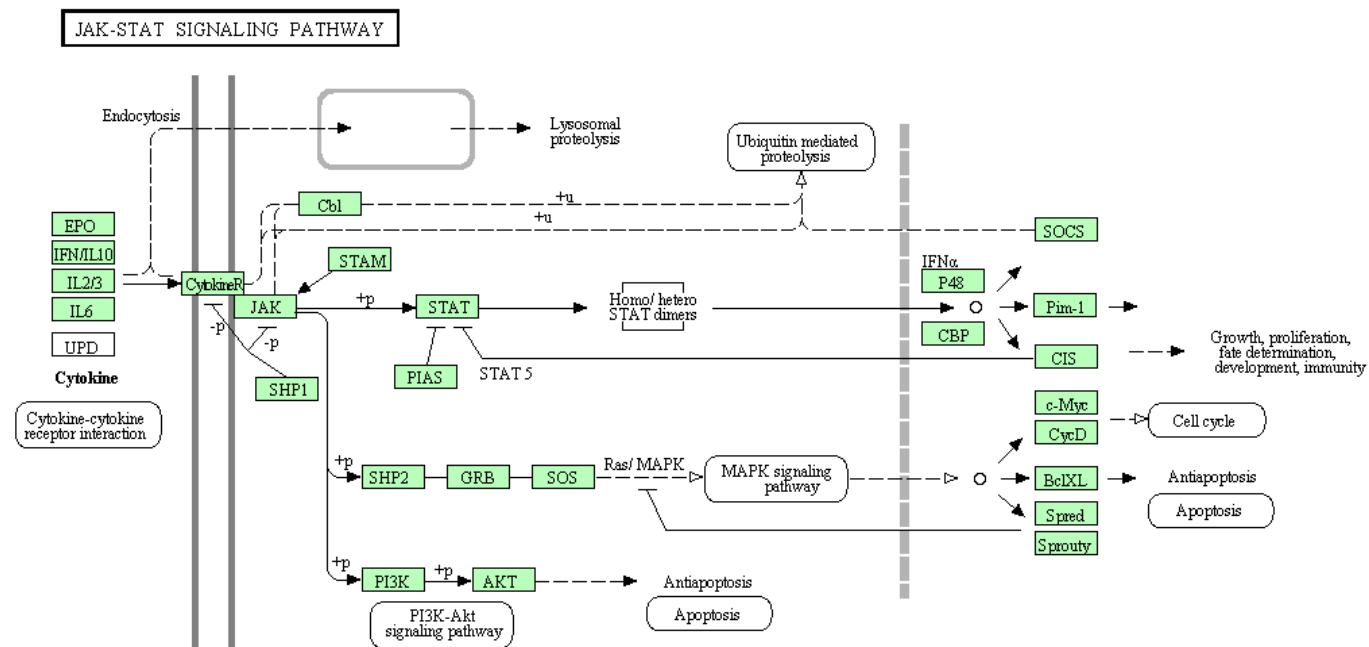 JAK-STAT SIGNALING PATHWAY
Endocytosis
Lysosomal
proteolysis
Ubiquitin mediated
proteolysis
Cbl
+u
+u
EPO
IFN/IL10
IL2/3
IL6
UPD
Cytokine
Cytokine-cytokine
receptor interaction
CytokineR
JAK
STAM
SOCS
IFNα
P48
CBP
+p
STAT
Homo/ hetero
STAT dimers
Pim-1
CIS
-p
-p
SHP1
PIAS
STAT 5
Growth, proliferation,
fate determination,
development, immunity
c-Myc
CycD
Cell cycle
+p
SHP2
GRB
SOS
Ras/ MAPK
MAPK signaling
pathway
BclXL
Antiapoptosis
Apoptosis
Spred
Sprouty
+p
PI3K
+p
AKT
Antiapoptosis
Apoptosis
PI3K-Akt
signaling pathway